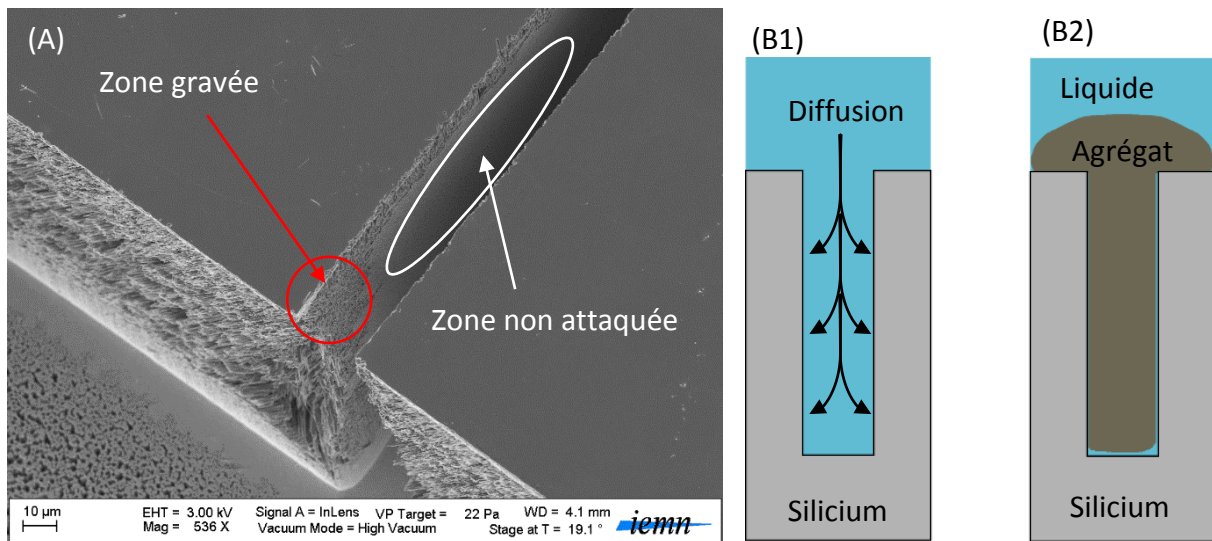 (A)
Zone gravée
Zone non attaquée
10 µm
EHT = 3.00 kV
Mag = 536 X
Signal A = InLens
VP Target = 22 Pa
WD = 4.1 mm
Vacuum Mode = High Vacuum
Stage at T = 19.1 °
iemn
(B1)
Diffusion
Silicium
(B2)
Liquide
Agrégat
Silicium